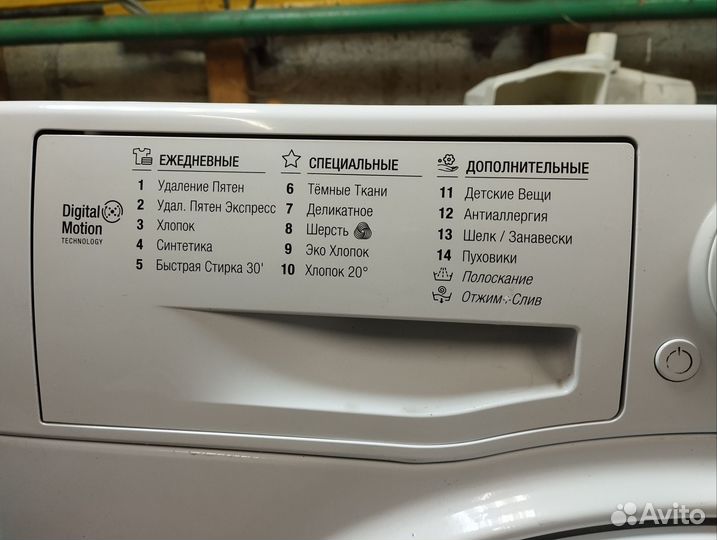 Digital
Motion
TECHNOLOGY
ЕЖЕДНЕВНЫЕ
1 Удаление Пятен
2 Удал. Пятен Экспресс
3 Хлопок
4 Синтетика
5 Быстрая Стирка 30'
СПЕЦИАЛЬНЫЕ
6 Тёмные Ткани
7 Деликатное
8 Шерсть
9 Эко Хлопок
10 Хлопок 20°
ДОПОЛНИТЕЛЬНЫЕ
11 Детские Вещи
12 Антиаллергия
13 Шелк / Занавески
14 Пуховики
Полоскание
Отжим+Слив
Avito